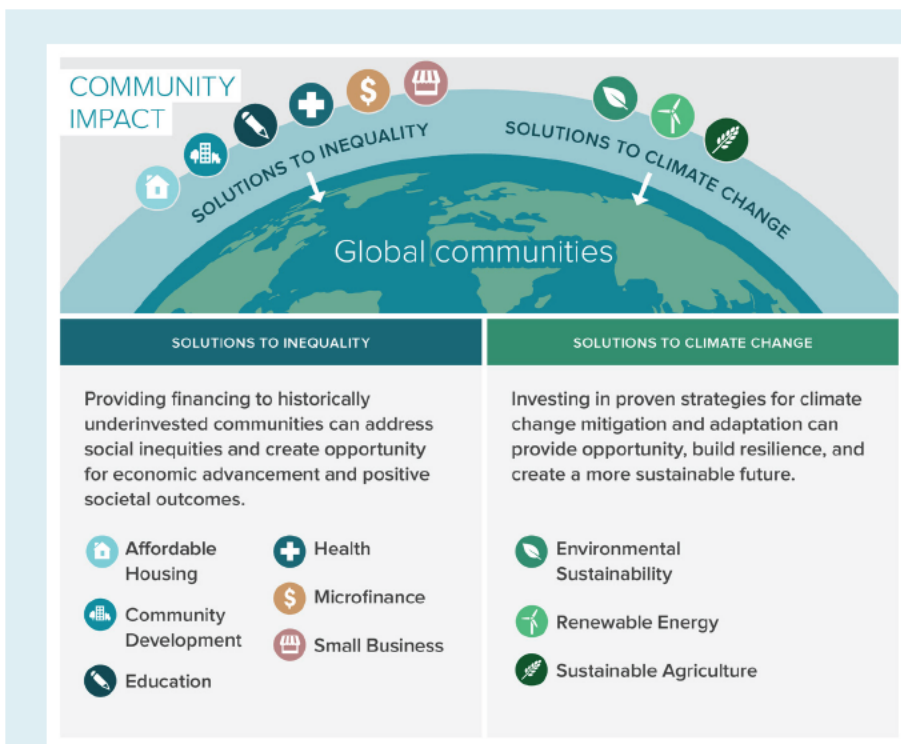 COMMUNITY
IMPACT
SOLUTIONS TO INEQUALITY
SOLUTIONS TO CLIMATE CHANGE
Global communities
SOLUTIONS TO INEQUALITY
Providing financing to historically
underinvested communities can address
social inequities and create opportunity
for economic advancement and positive
societal outcomes.
Affordable
Housing
Community
Development
Education
Health
Microfinance
Small Business
SOLUTIONS TO CLIMATE CHANGE
Investing in proven strategies for climate
change mitigation and adaptation can
provide opportunity, build resilience, and
create a more sustainable future.
Environmental
Sustainability
Renewable Energy
Sustainable Agriculture